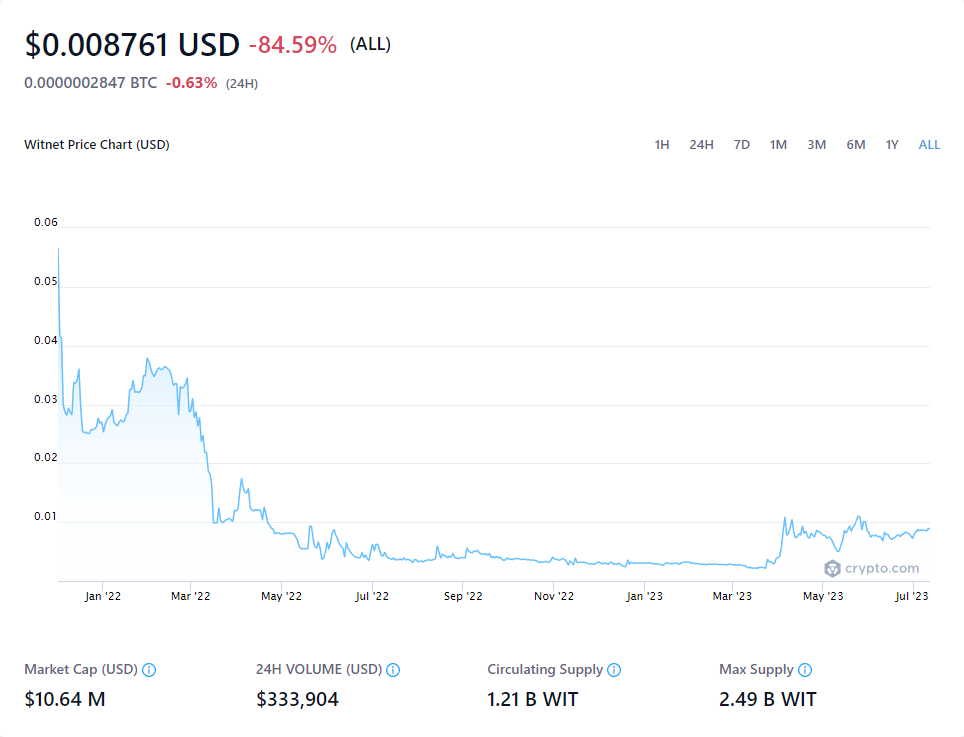 $0.008761 USD -84.59% (ALL)
0.0000002847 BTC -0.63% (24H)
Witnet Price Chart (USD) 1H 24H 7D 1M 3M 6M 1Y ALL
0.06
0.05
0.04
0.03
0.02
0.01
crypto.com
Jan '22 Mar '22 May '22 Jul '22 Sep '22 Nov '22 Jan '23 Mar '23 May '23 Jul '23
Market Cap (USD) 24H VOLUME (USD) Circulating Supply Max Supply
$10.64 M $333,904 1.21 B WIT 2.49 B WIT